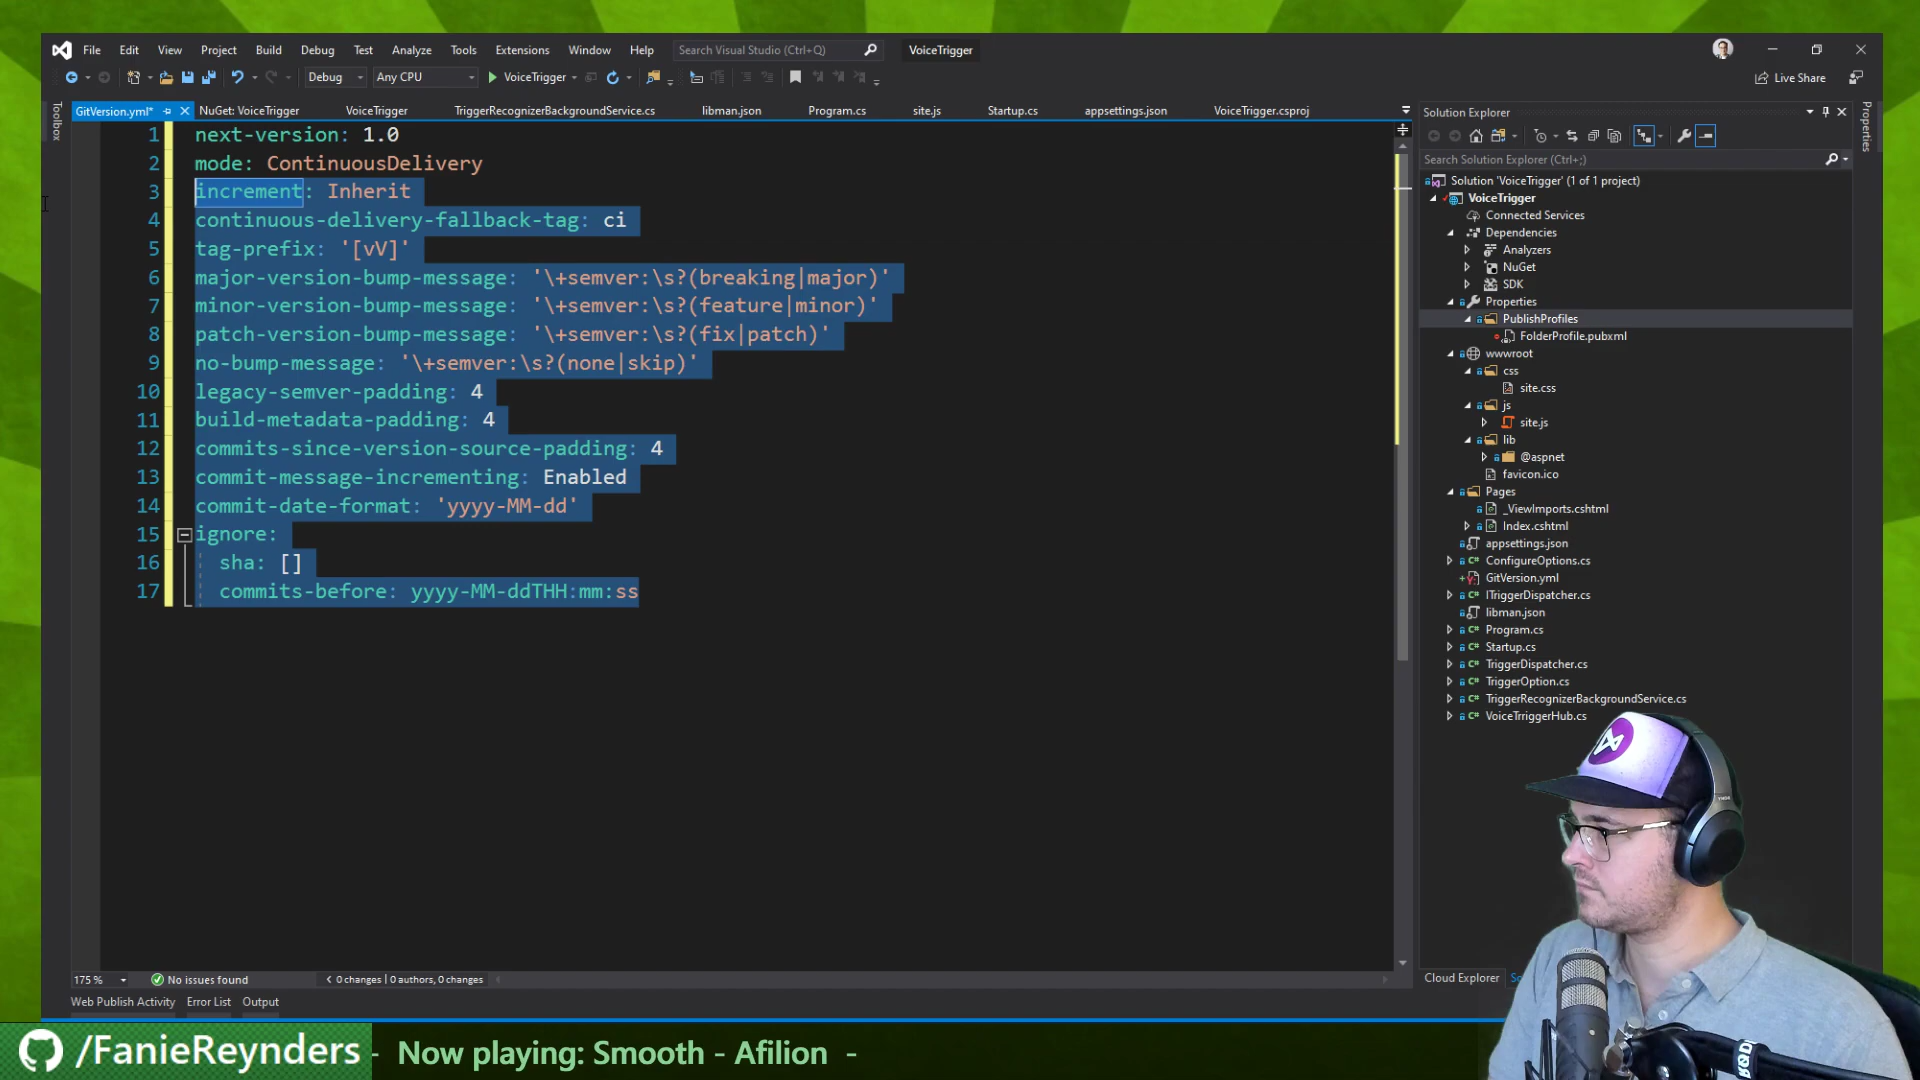 File Edit View Project Build Debug Test Analyze Tools Extensions Window Help Search Visual Studio (Ctrl+Q) VoiceTrigger
Debug Any CPU VoiceTrigger Live Share
Toolbox
GitVersion.yml* NuGet: VoiceTrigger VoiceTrigger TriggerRecognizerBackgroundService.cs libman.json Program.cs site.js Startup.cs appsettings.json VoiceTrigger.csproj
1 next-version: 1.0
2 mode: ContinuousDelivery
3 increment: Inherit
4 continuous-delivery-fallback-tag: ci
5 tag-prefix: '[vV]'
6 major-version-bump-message: '\+semver:\s?(breaking|major)'
7 minor-version-bump-message: '\+semver:\s?(feature|minor)'
8 patch-version-bump-message: '\+semver:\s?(fix|patch)'
9 no-bump-message: '\+semver:\s?(none|skip)'
10 legacy-semver-padding: 4
11 build-metadata-padding: 4
12 commits-since-version-source-padding: 4
13 commit-message-incrementing: Enabled
14 commit-date-format: 'yyyy-MM-dd'
15 ignore:
16 sha: []
17 commits-before: yyyy-MM-ddTHH:mm:ss
175 % No issues found 0 changes | 0 authors, 0 changes
Web Publish Activity Error List Output
Solution Explorer
Search Solution Explorer (Ctrl+;)
Solution 'VoiceTrigger' (1 of 1 project)
VoiceTrigger
Connected Services
Dependencies
Analyzers
NuGet
SDK
Properties
PublishProfiles
FolderProfile.pubxml
wwwroot
css
site.css
js
site.js
lib
@aspnet
favicon.ico
Pages
_ViewImports.cshtml
Index.cshtml
appsettings.json
ConfigureOptions.cs
GitVersion.yml
ITriggerDispatcher.cs
libman.json
Program.cs
Startup.cs
TriggerDispatcher.cs
TriggerOption.cs
TriggerRecognizerBackgroundService.cs
VoiceTrriggerHub.cs
Cloud Explorer
Properties
/FanieReynders - Now playing: Smooth - Afilion -